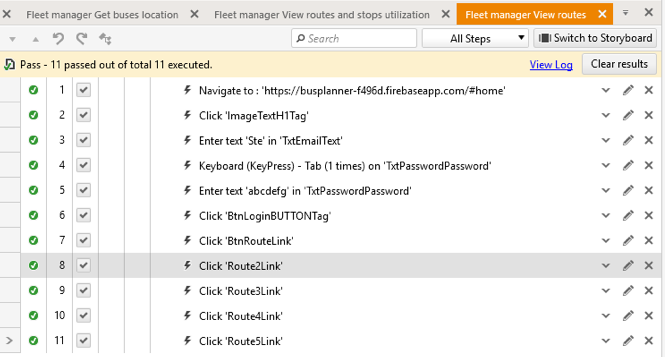 Fleet manager Get buses location Fleet manager View routes and stops utilization Fleet manager View routes
Search All Steps Switch to Storyboard
Pass - 11 passed out of total 11 executed. View Log Clear results
1 Navigate to : 'https://busplanner-f496d.firebaseapp.com/#home'
2 Click 'ImageTextH1Tag'
3 Enter text 'Ste' in 'TxtEmailText'
4 Keyboard (KeyPress) - Tab (1 times) on 'TxtPasswordPassword'
5 Enter text 'abcdefg' in 'TxtPasswordPassword'
6 Click 'BtnLoginBUTTONTag'
7 Click 'BtnRouteLink'
8 Click 'Route2Link'
9 Click 'Route3Link'
10 Click 'Route4Link'
11 Click 'Route5Link'